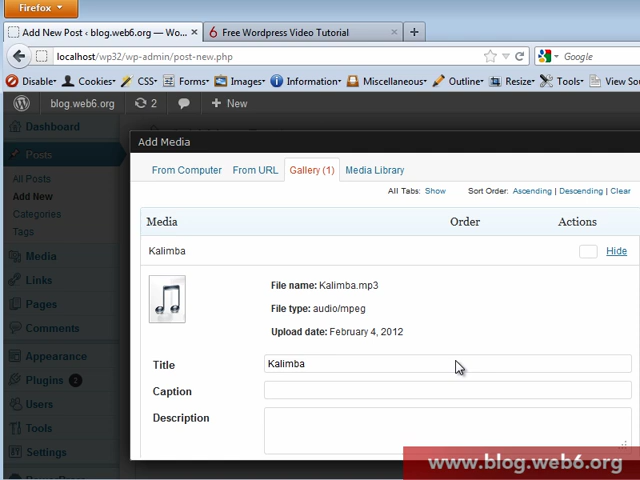 Firefox
Add New Post ‹ blog.web6.org — Wo...
Free Wordpress Video Tutorial
localhost/wp32/wp-admin/post-new.php
Google
Disable
Cookies
CSS
Forms
Images
Information
Miscellaneous
Outline
Resize
Tools
View
blog.web6.org
2
New
Dashboard
Add Media
Posts
From Computer
From URL
Gallery (1)
Media Library
All Posts
All Tabs: Show
Sort Order: Ascending | Descending | Clear
Add New
Categories
Media
Order
Actions
Tags
Kalimba
Hide
Media
Links
File name: Kalimba.mp3
Pages
File type: audio/mpeg
Comments
Upload date: February 4, 2012
Appearance
Title
Kalimba
Plugins 2
Caption
Users
Description
Tools
Settings
www.blog.web6.org